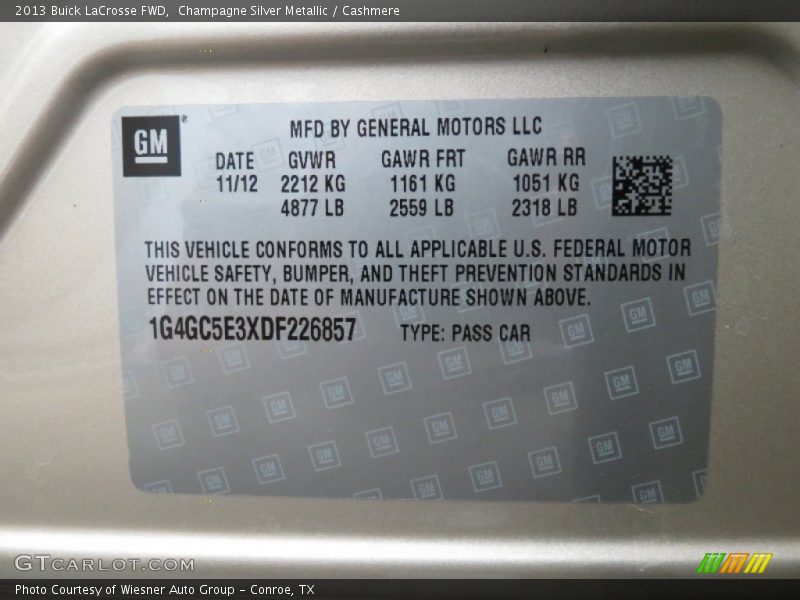 2013 Buick LaCrosse FWD,  Champagne Silver Metallic / Cashmere
GM®
MFD BY GENERAL MOTORS LLC
DATE GVWR GAWR FRT GAWR RR
11/12 2212 KG 1161 KG 1051 KG
4877 LB 2559 LB 2318 LB
THIS VEHICLE CONFORMS TO ALL APPLICABLE U.S. FEDERAL MOTOR
VEHICLE SAFETY, BUMPER, AND THEFT PREVENTION STANDARDS IN
EFFECT ON THE DATE OF MANUFACTURE SHOWN ABOVE.
1G4GC5E3XDF226857 TYPE: PASS CAR
GTCARLOT.COM
Photo Courtesy of Wiesner Auto Group – Conroe, TX